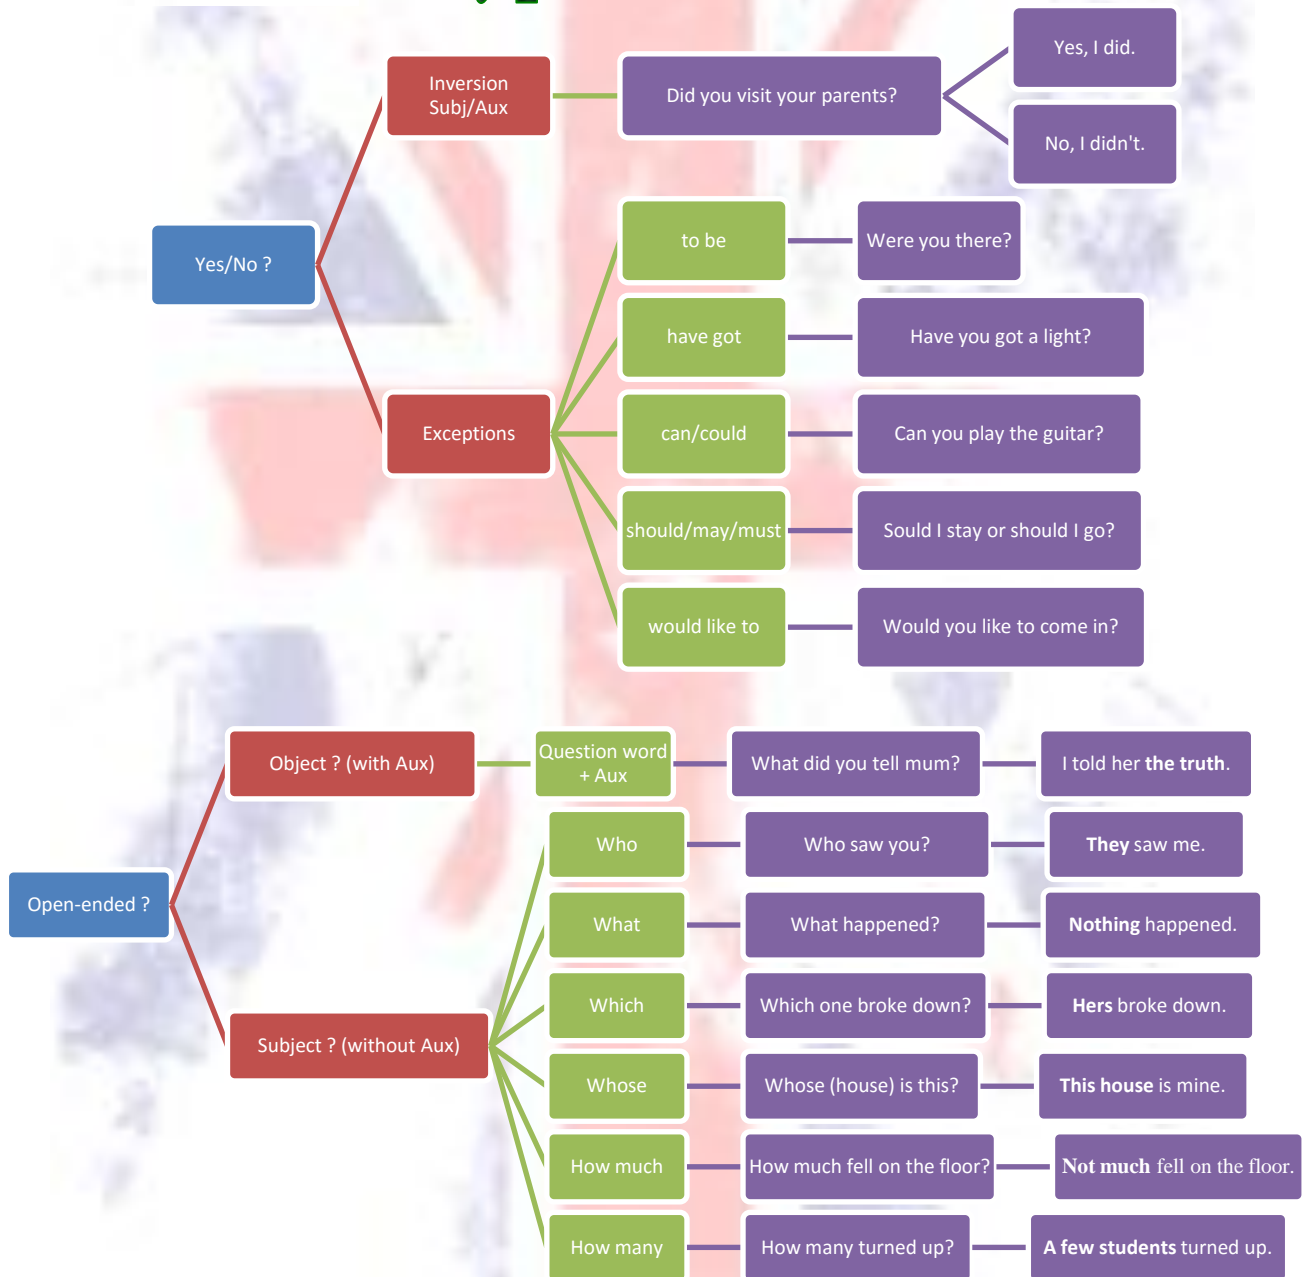 Yes/No ?
Inversion
Subj/Aux
Did you visit your parents?
Yes, I did.
No, I didn't.
Exceptions
to be
Were you there?
have got
Have you got a light?
can/could
Can you play the guitar?
should/may/must
Sould I stay or should I go?
would like to
Would you like to come in?
Open-ended ?
Object ? (with Aux)
Question word
+ Aux
What did you tell mum?
I told her the truth.
Subject ? (without Aux)
Who
Who saw you?
They saw me.
What
What happened?
Nothing happened.
Which
Which one broke down?
Hers broke down.
Whose
Whose (house) is this?
This house is mine.
How much
How much fell on the floor?
Not much fell on the floor.
How many
How many turned up?
A few students turned up.